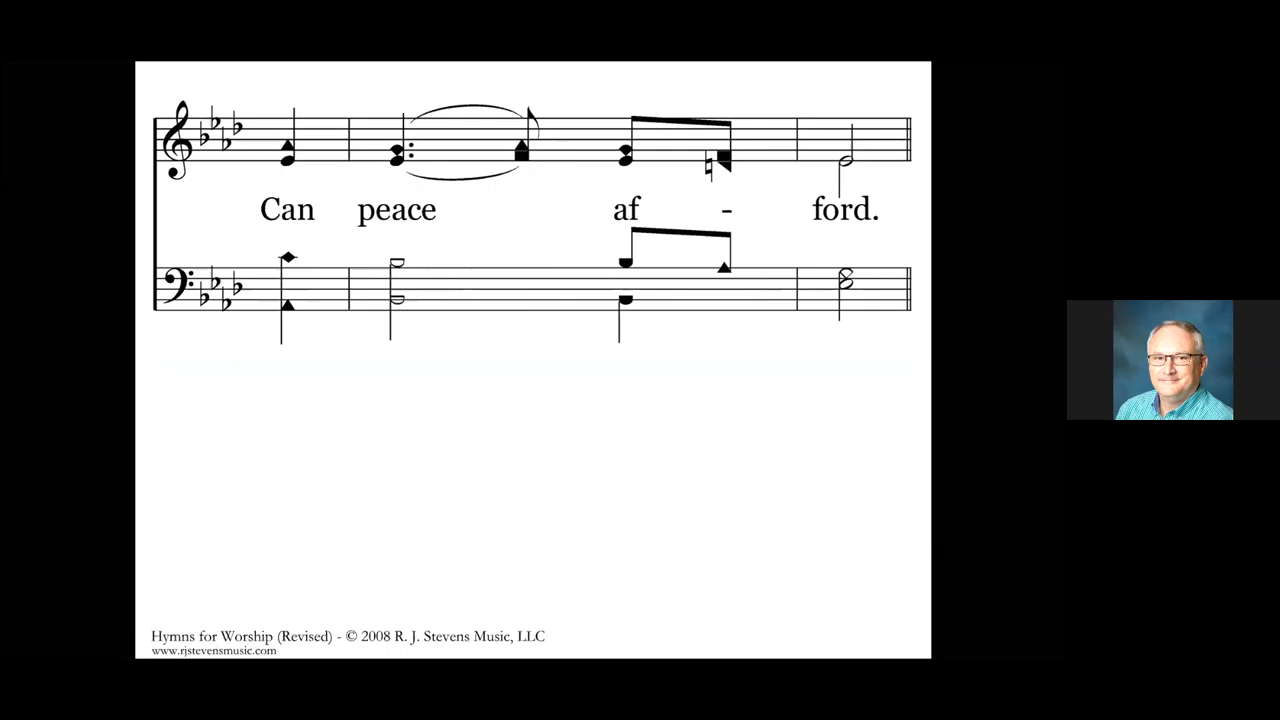 Can peace af - ford.
Hymns for Worship (Revised) - © 2008 R. J. Stevens Music, LLC
www.rjstevensmusic.com